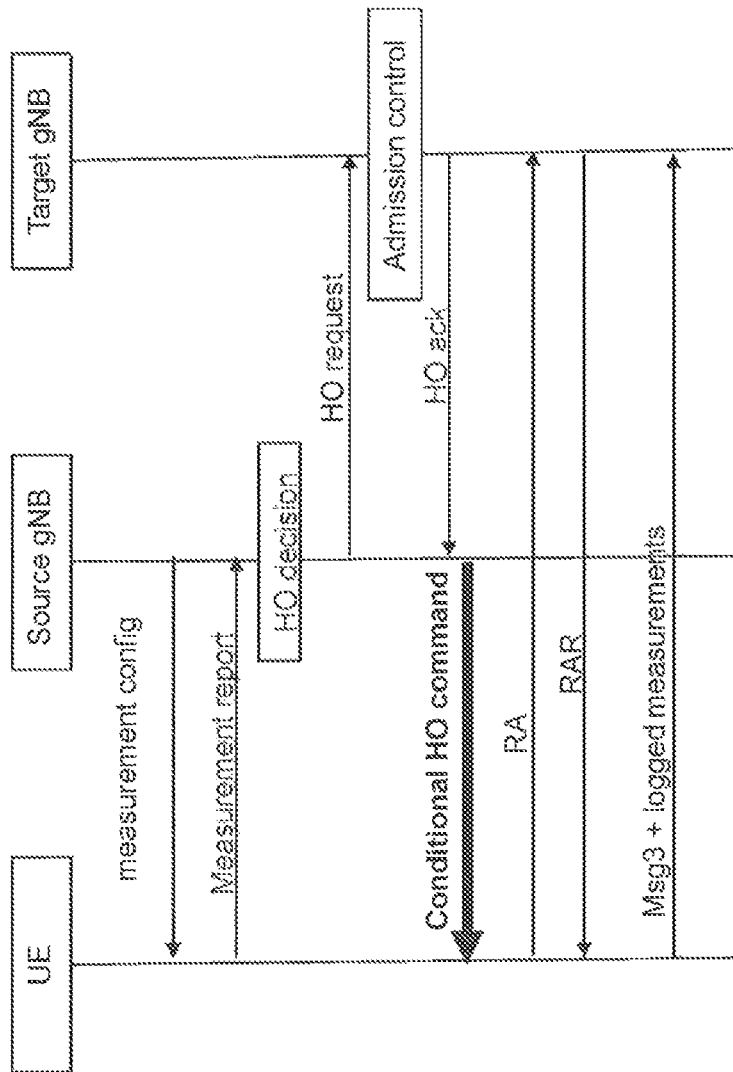 UE
Source gNB
Target gNB
measurement config
Measurement report
HO decision
HO request
Admission control
HO ack
Conditional HO command
RA
RAR
Msg3 + logged measurements